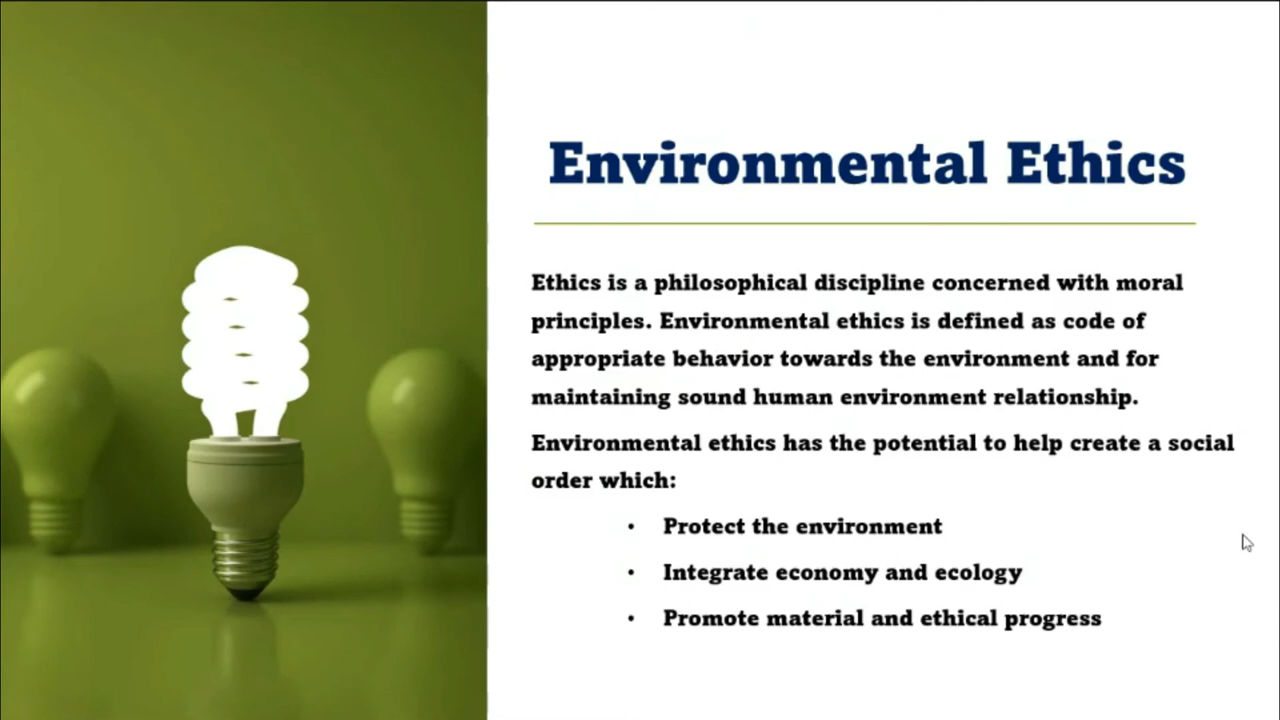 Environmental Ethics
Ethics is a philosophical discipline concerned with moral
principles. Environmental ethics is defined as code of
appropriate behavior towards the environment and for
maintaining sound human environment relationship.
Environmental ethics has the potential to help create a social
order which:
• Protect the environment
• Integrate economy and ecology
• Promote material and ethical progress